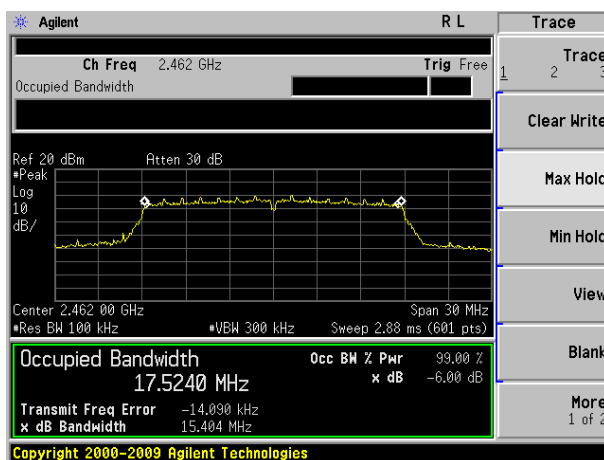 Agilent R L Trace
Ch Freq 2.462 GHz Trig Free
Occupied Bandwidth
Trace
1 2 3
Clear Write
Max Hold
Min Hold
View
Blank
More
1 of 2
Ref 20 dBm Atten 30 dB
#Peak
Log
10
dB/
Center 2.462 00 GHz Span 30 MHz
#Res BW 100 kHz #VBW 300 kHz Sweep 2.88 ms (601 pts)
Occupied Bandwidth Occ BW % Pwr 99.00 %
17.5240 MHz x dB -6.00 dB
Transmit Freq Error -14.090 kHz
x dB Bandwidth 15.404 MHz
Copyright 2000-2009 Agilent Technologies